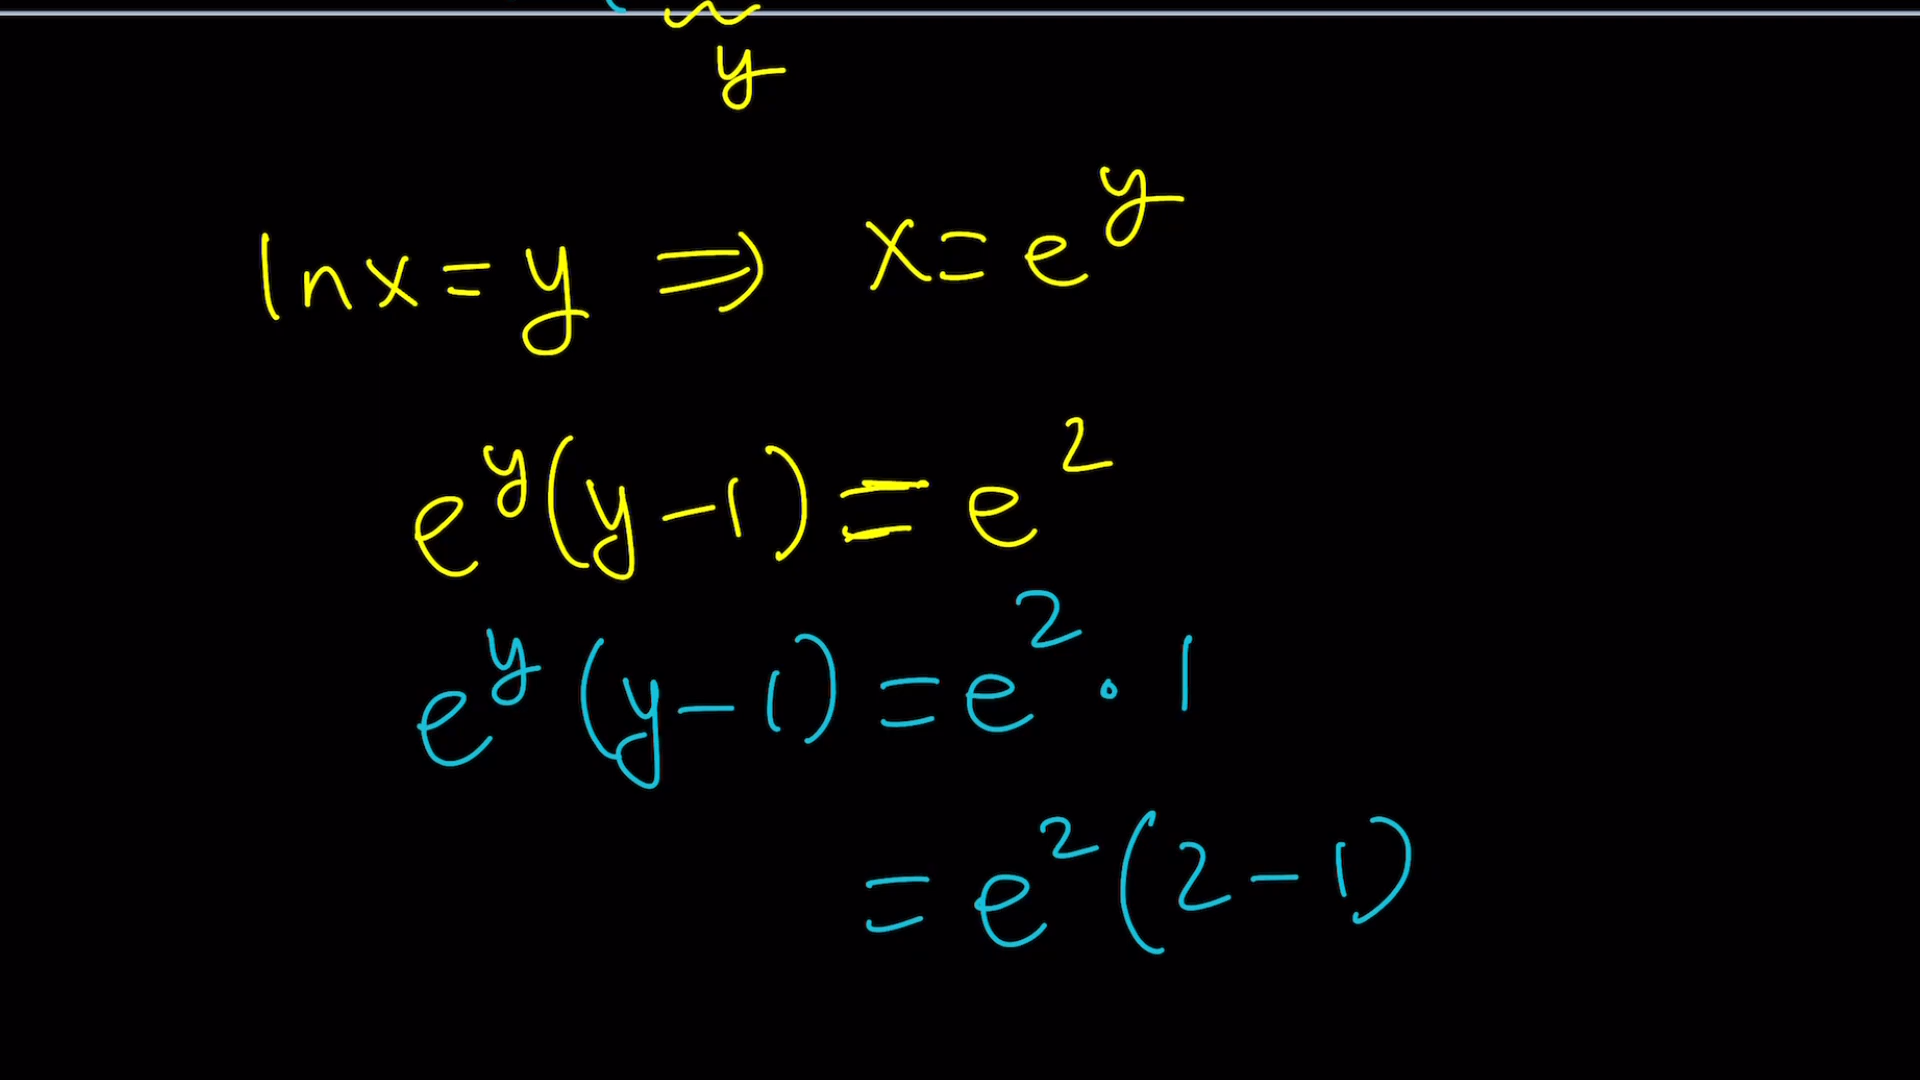 y
ln x = y ⇒ x = e^y
e^y (y - 1) = e^2
e^y (y - 1) = e^2 · 1
= e^2 (2 - 1)